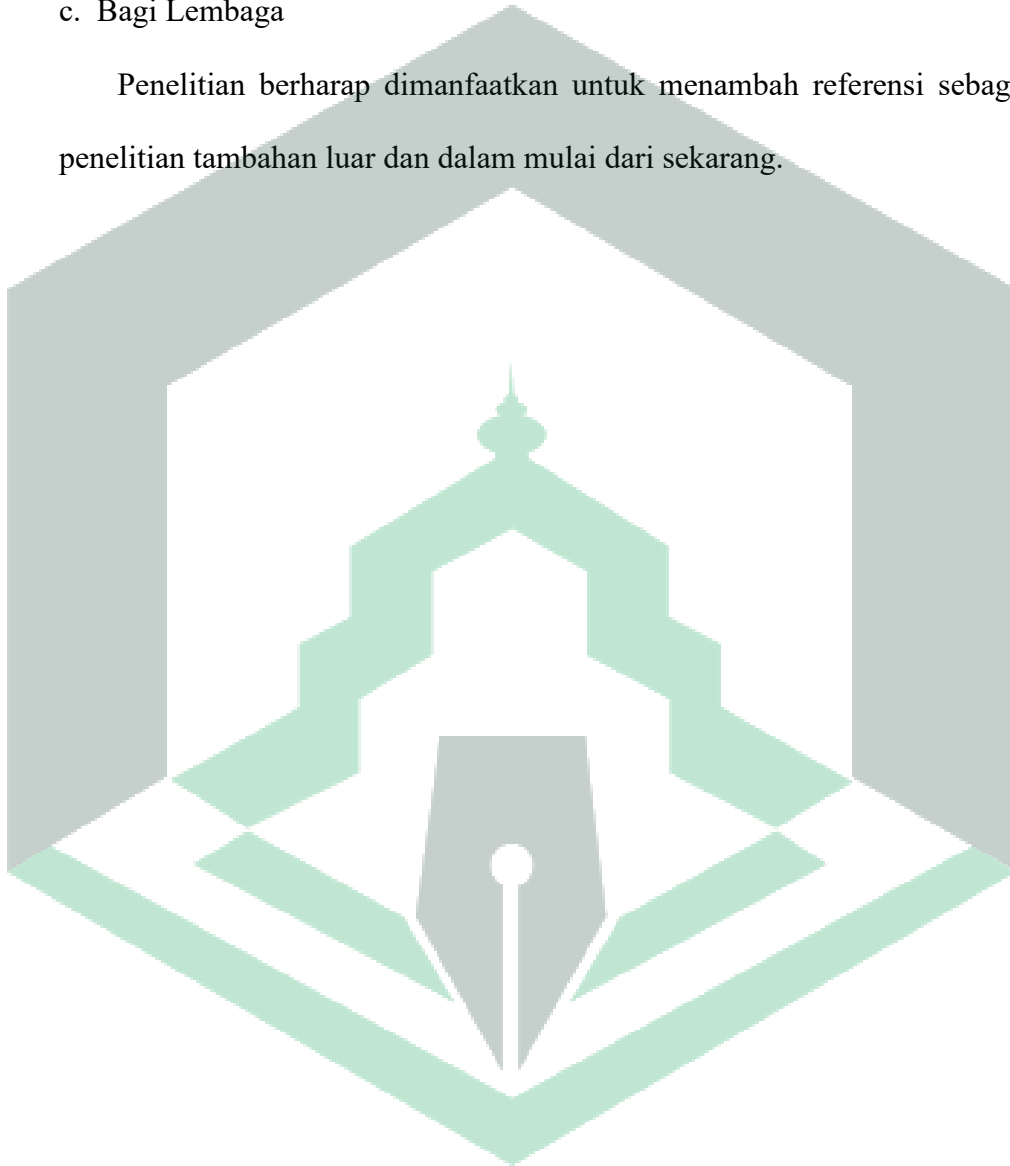 c. Bagi Lembaga
Penelitian berharap dimanfaatkan untuk menambah referensi sebag
penelitian tambahan luar dan dalam mulai dari sekarang.